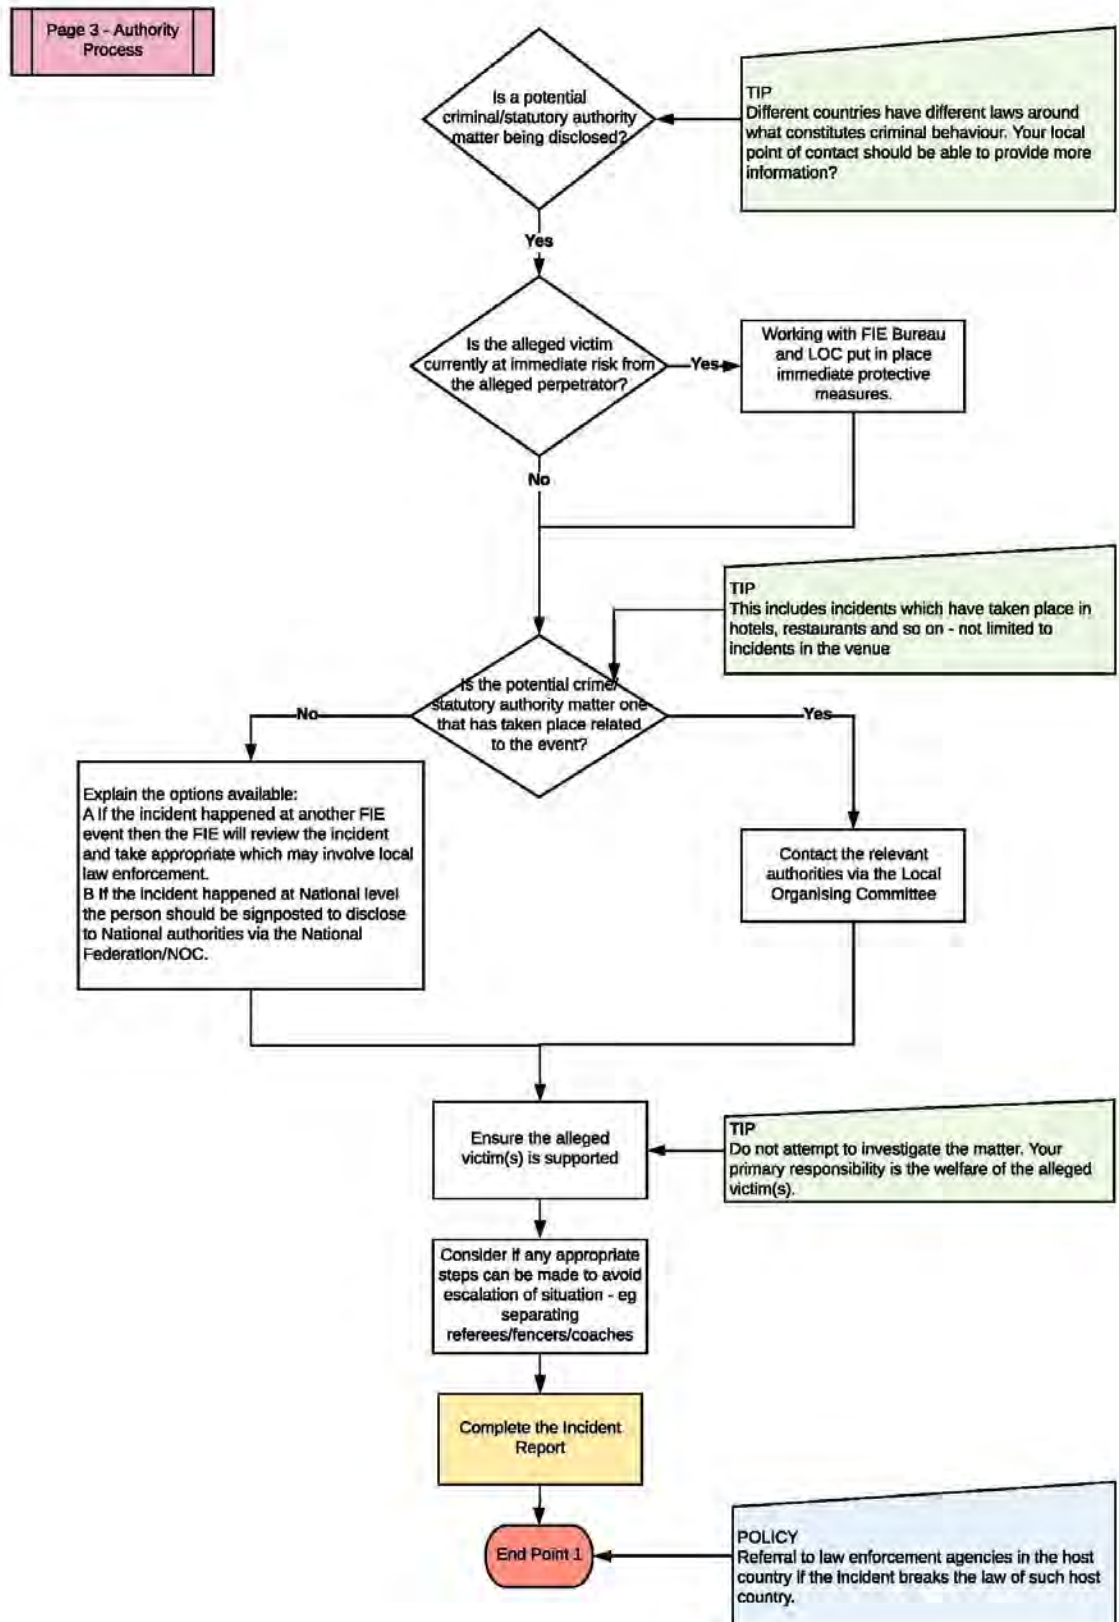 Page 3 - Authority
Process
Is a potential
criminal/statutory authority
matter being disclosed?
TIP
Different countries have different laws around
what constitutes criminal behaviour. Your local
point of contact should be able to provide more
information?
Yes
Is the alleged victim
currently at immediate risk from
the alleged perpetrator?
Yes
Working with FIE Bureau
and LOC put in place
immediate protective
measures.
No
TIP
This includes incidents which have taken place in
hotels, restaurants and so on - not limited to
incidents in the venue
Is the potential crime/
statutory authority matter one
that has taken place related
to the event?
No
Yes
Explain the options available:
A If the incident happened at another FIE
event then the FIE will review the incident
and take appropriate which may involve local
law enforcement.
B If the incident happened at National level
the person should be signposted to disclose
to National authorities via the National
Federation/NOC.
Contact the relevant
authorities via the Local
Organising Committee
Ensure the alleged
victim(s) is supported
TIP
Do not attempt to investigate the matter. Your
primary responsibility is the welfare of the alleged
victim(s).
Consider if any appropriate
steps can be made to avoid
escalation of situation - eg
separating
referees/fencers/coaches
Complete the Incident
Report
End Point 1
POLICY
Referral to law enforcement agencies in the host
country if the incident breaks the law of such host
country.